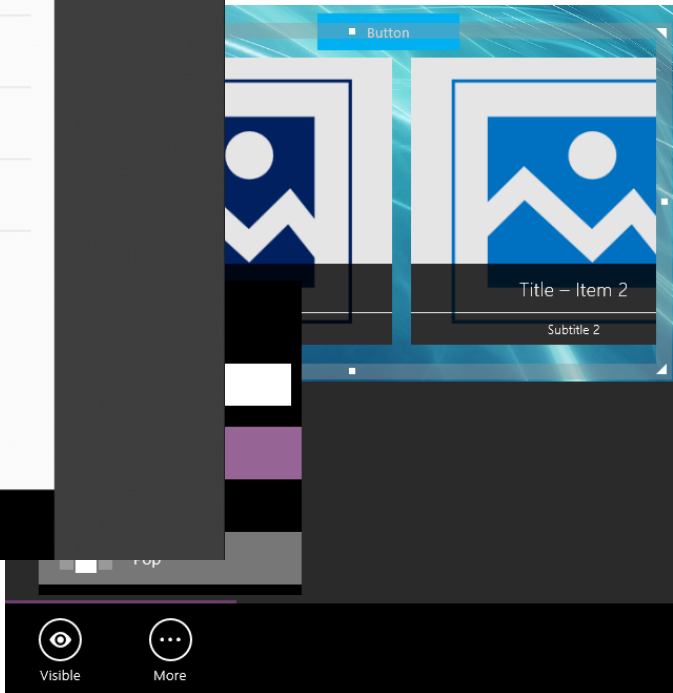 Button
Title – Item 2
Subtitle 2
Pop
Visible
More